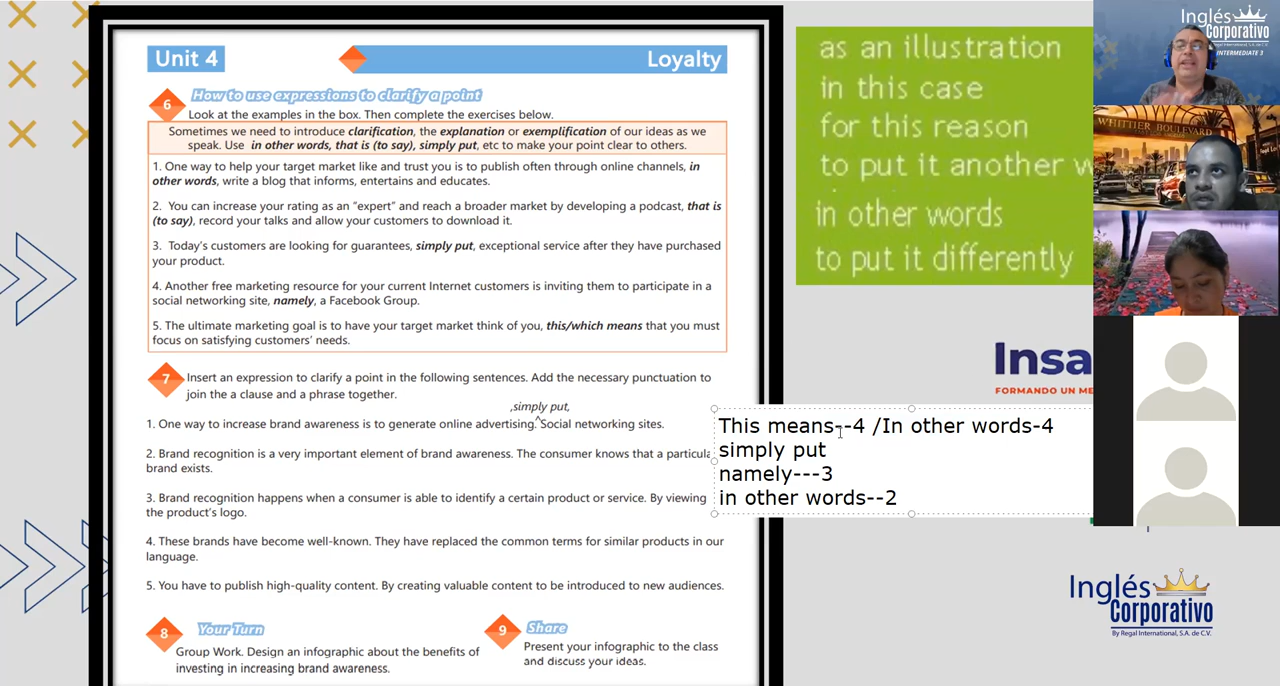 Unit 4
Loyalty
6
How to use expressions to clarify a point
Look at the examples in the box. Then complete the exercises below.
Sometimes we need to introduce clarification, the explanation or exemplification of our ideas as we
speak. Use in other words, that is (to say), simply put, etc to make your point clear to others.
1. One way to help your target market like and trust you is to publish often through online channels, in
other words, write a blog that informs, entertains and educates.
2. You can increase your rating as an “expert” and reach a broader market by developing a podcast, that is
(to say), record your talks and allow your customers to download it.
3. Today’s customers are looking for guarantees, simply put, exceptional service after they have purchased
your product.
4. Another free marketing resource for your current Internet customers is inviting them to participate in a
social networking site, namely, a Facebook Group.
5. The ultimate marketing goal is to have your target market think of you, this/which means that you must
focus on satisfying customers’ needs.
7
Insert an expression to clarify a point in the following sentences. Add the necessary punctuation to
join the a clause and a phrase together.
,simply put,
1. One way to increase brand awareness is to generate online advertising.^Social networking sites.
2. Brand recognition is a very important element of brand awareness. The consumer knows that a particula
brand exists.
3. Brand recognition happens when a consumer is able to identify a certain product or service. By viewing
the product’s logo.
4. These brands have become well-known. They have replaced the common terms for similar products in our
language.
5. You have to publish high-quality content. By creating valuable content to be introduced to new audiences.
8
Your Turn
Group Work. Design an infographic about the benefits of
investing in increasing brand awareness.
9
Share
Present your infographic to the class
and discuss your ideas.
as an illustration
in this case
for this reason
to put it another w
in other words
to put it differently
Insa
FORMANDO UN ME
This means--4 /In other words-4
simply put
namely---3
in other words--2
Inglés
Corporativo
By Regal International, S.A. de C.V.
Inglés
Corporativo
By Regal International, S.A. de C.V.
INTERMEDIATE 3
WHITTIER BOULEVARD